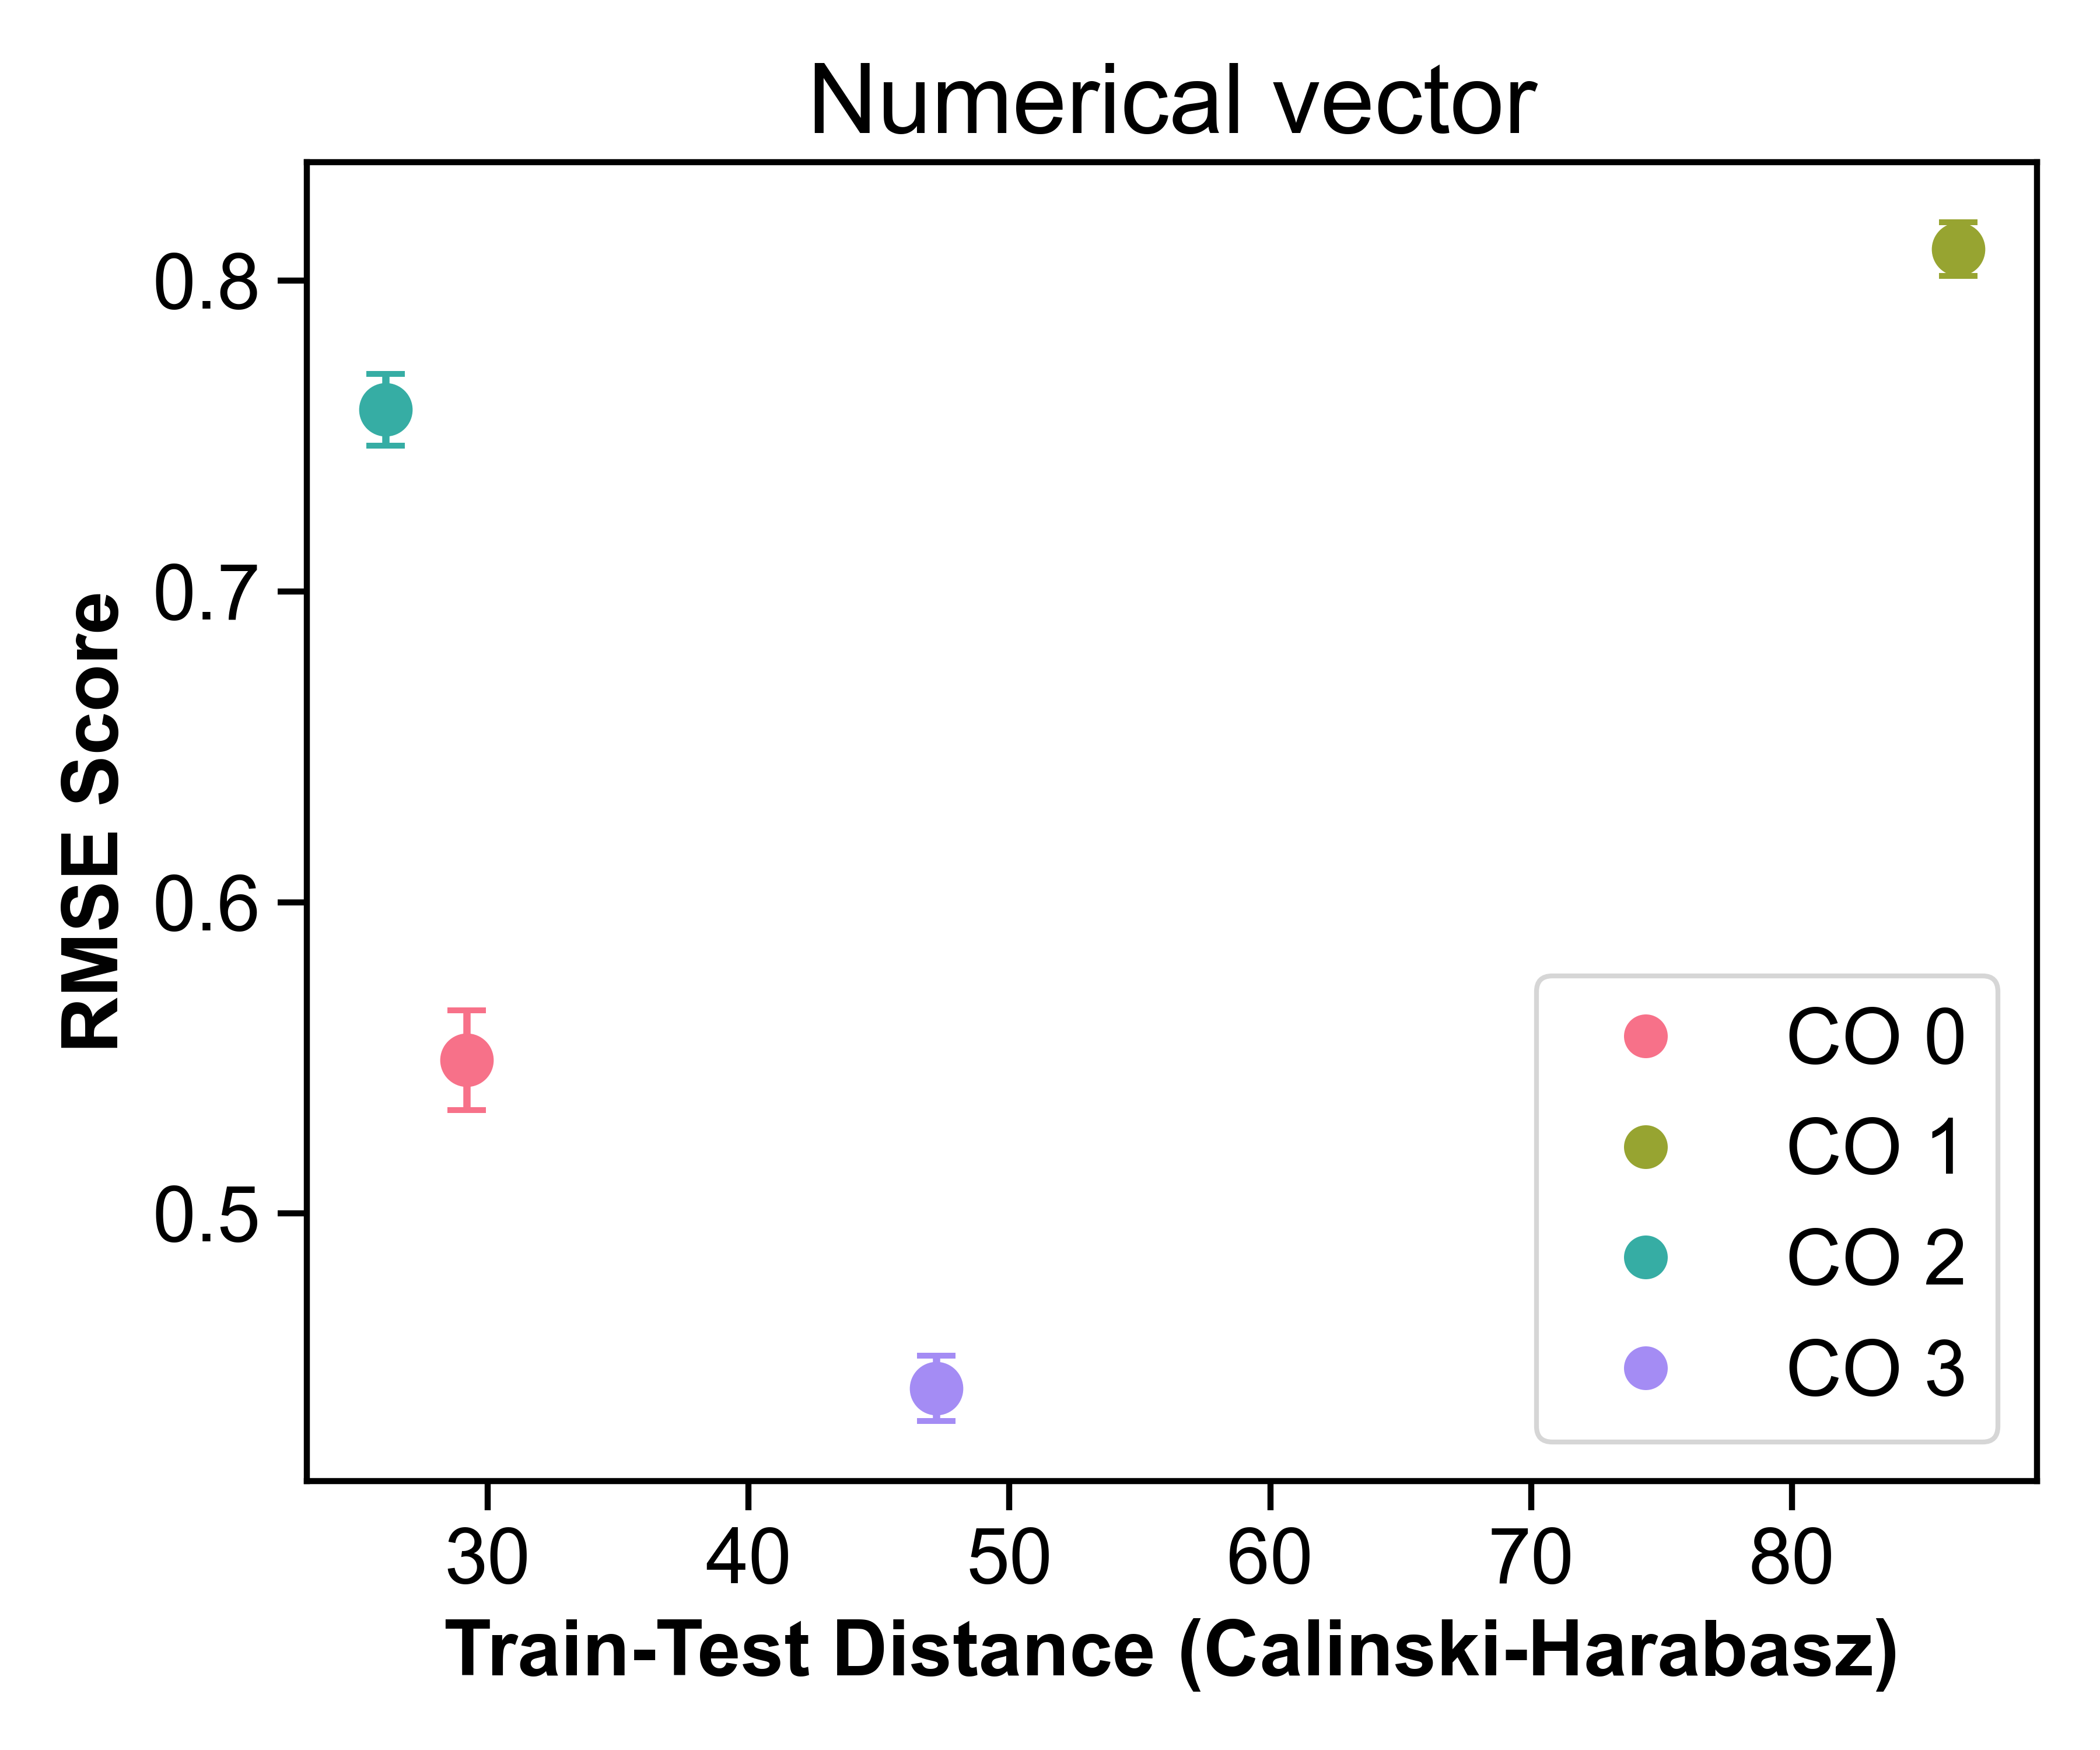 Numerical vector
RMSE Score
0.8
0.7
0.6
0.5
CO 0
CO 1
CO 2
CO 3
30 40 50 60 70 80
Train-Test Distance (Calinski-Harabasz)